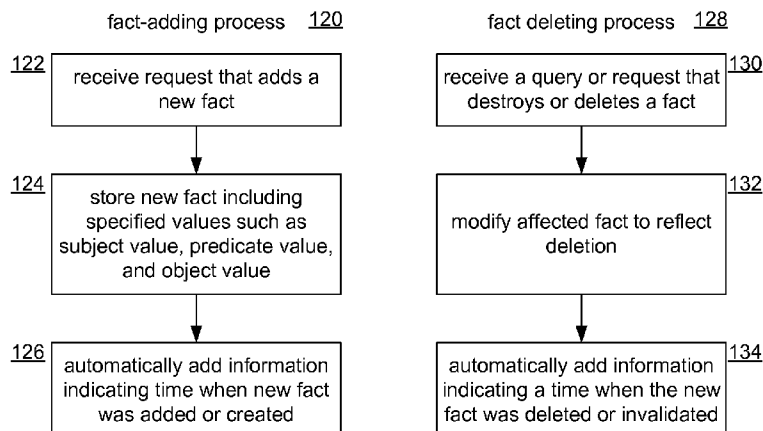 fact-adding process 120
122
receive request that adds a
new fact
124
store new fact including
specified values such as
subject value, predicate value,
and object value
126
automatically add information
indicating time when new fact
was added or created
fact deleting process 128
130
receive a query or request that
destroys or deletes a fact
132
modify affected fact to reflect
deletion
134
automatically add information
indicating a time when the new
fact was deleted or invalidated